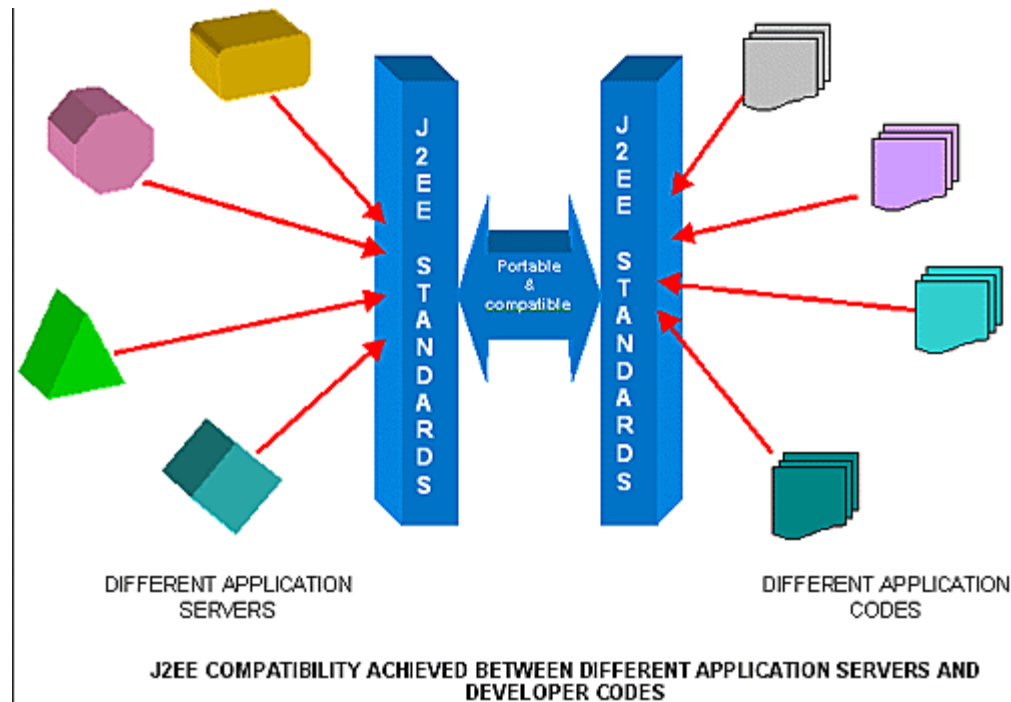 J2EE STANDARDS
J2EE STANDARDS
Portable
&
compatible
DIFFERENT APPLICATION
SERVERS
DIFFERENT APPLICATION
CODES
J2EE COMPATIBILITY ACHIEVED BETWEEN DIFFERENT APPLICATION SERVERS AND
DEVELOPER CODES